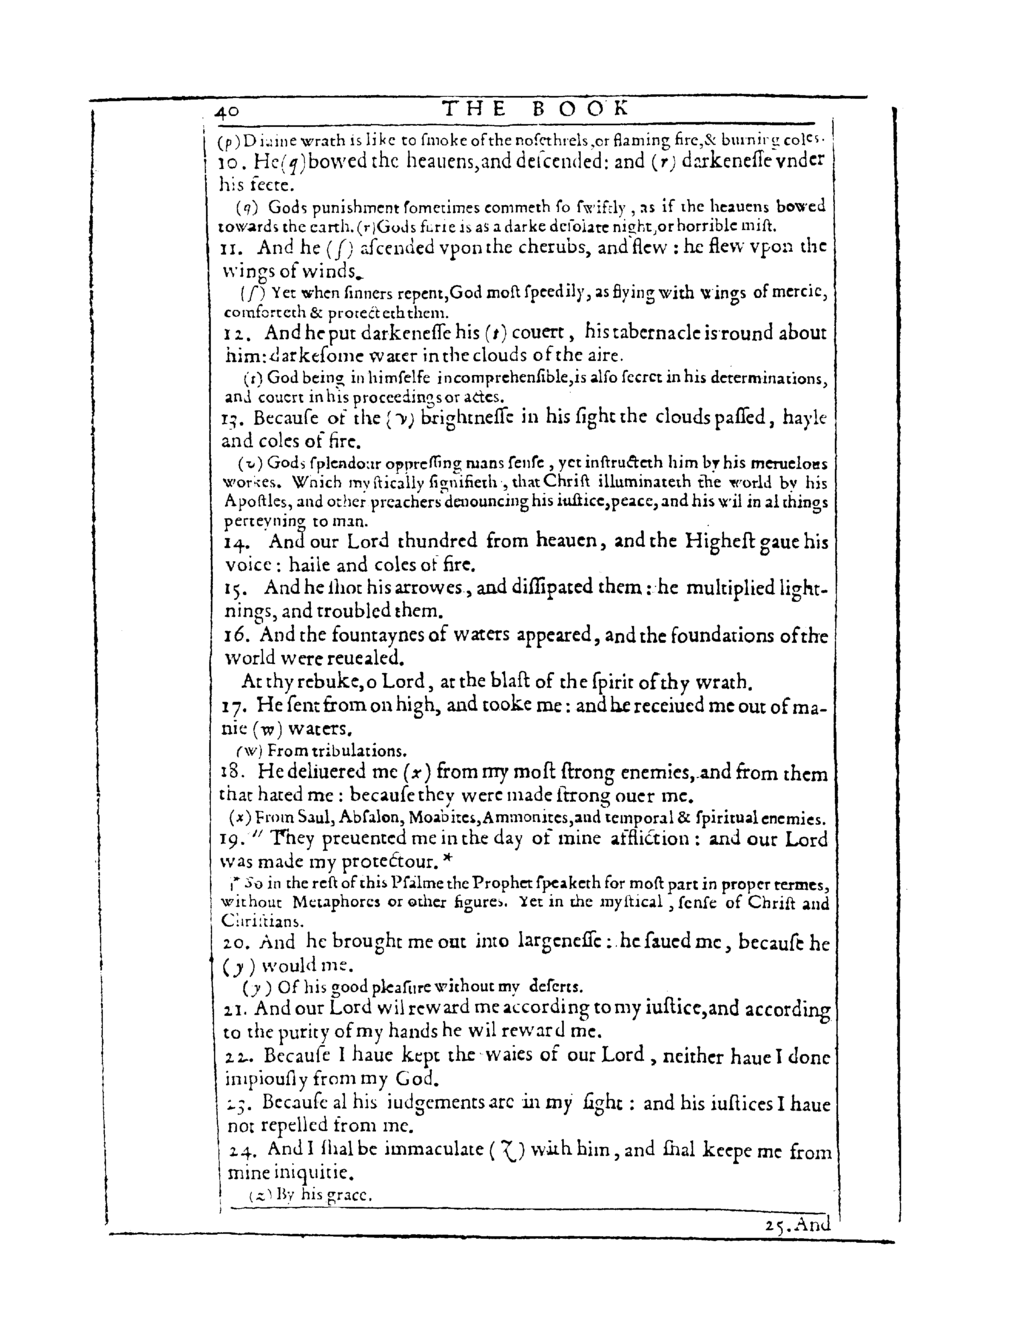 40 THE BOOK
(p) Diuine wrath is like to ſmoke of the noſethrels, or flaming fire, & burning coles.
10. He (q) bowed the heauens, and deſcended: and (r) darkeneſſe vnder
his feete.
(q) Gods punishment ſometimes commeth ſo ſwiftly, as if the heauens bowed
towards the earth. (r) Gods furie is as a darke deſolate night, or horrible miſt.
11. And he (ſ) aſcended vpon the cherubs, and flew: he flew vpon the
wings of winds.
(ſ) Yet when ſinners repent, God moſt ſpeedily, as flying with wings of mercie,
comforteth & protecteth them.
12. And he put darkeneſſe his (t) couert, his tabernacle is round about
him: darkeſome water in the clouds of the aire.
(t) God being in himſelfe incomprehenſible, is alſo ſecret in his determinations,
and couert in his proceedings or actes.
13. Becauſe of the (v) brightneſſe in his ſight the clouds paſſed, hayle
and coles of fire.
(v) Gods ſplendour oppreſſing mans ſenſe, yet inſtructeth him by his meruelous
workes. Which myſtically ſignifieth, that Chriſt illuminateth the world by his
Apoſtles, and other preachers denouncing his iuſtice, peace, and his wil in al things
perteyning to man.
14. And our Lord thundred from heauen, and the Higheſt gaue his
voice: haile and coles of fire.
15. And he ſhot his arrowes, and diſſipated them: he multiplied light-
nings, and troubled them.
16. And the fountaynes of waters appeared, and the foundations of the
world were reuealed.
At thy rebuke, o Lord, at the blaſt of the ſpirit of thy wrath.
17. He ſent from on high, and tooke me: and he receiued me out of ma-
nie (w) waters.
(w) From tribulations.
18. He deliuered me (x) from my moſt ſtrong enemies, and from them
that hated me: becauſe they were made ſtrong ouer me.
(x) From Saul, Abſalon, Moabites, Ammonites, and temporal & ſpiritual enemies.
19. " They preuented me in the day of mine affliction: and our Lord
was made my protectour. *
* So in the reſt of this Pſalme the Prophet ſpeaketh for moſt part in proper termes,
without Metaphores or other figures. Yet in the myſtical, ſenſe of Chriſt and
Chriſtians.
20. And he brought me out into largeneſſe: he ſaued me, becauſe he
(y) would me.
(y) Of his good pleaſure without my deſerts.
21. And our Lord wil reward me according to my iuſtice, and according
to the purity of my hands he wil reward me.
22. Becauſe I haue kept the waies of our Lord, neither haue I done
impiouſly from my God.
23. Becauſe al his iudgements are in my ſight: and his iuſtices I haue
not repelled from me.
24. And I ſhal be immaculate (z) with him, and ſhal keepe me from
mine iniquitie.
(z) By his grace.
25. And